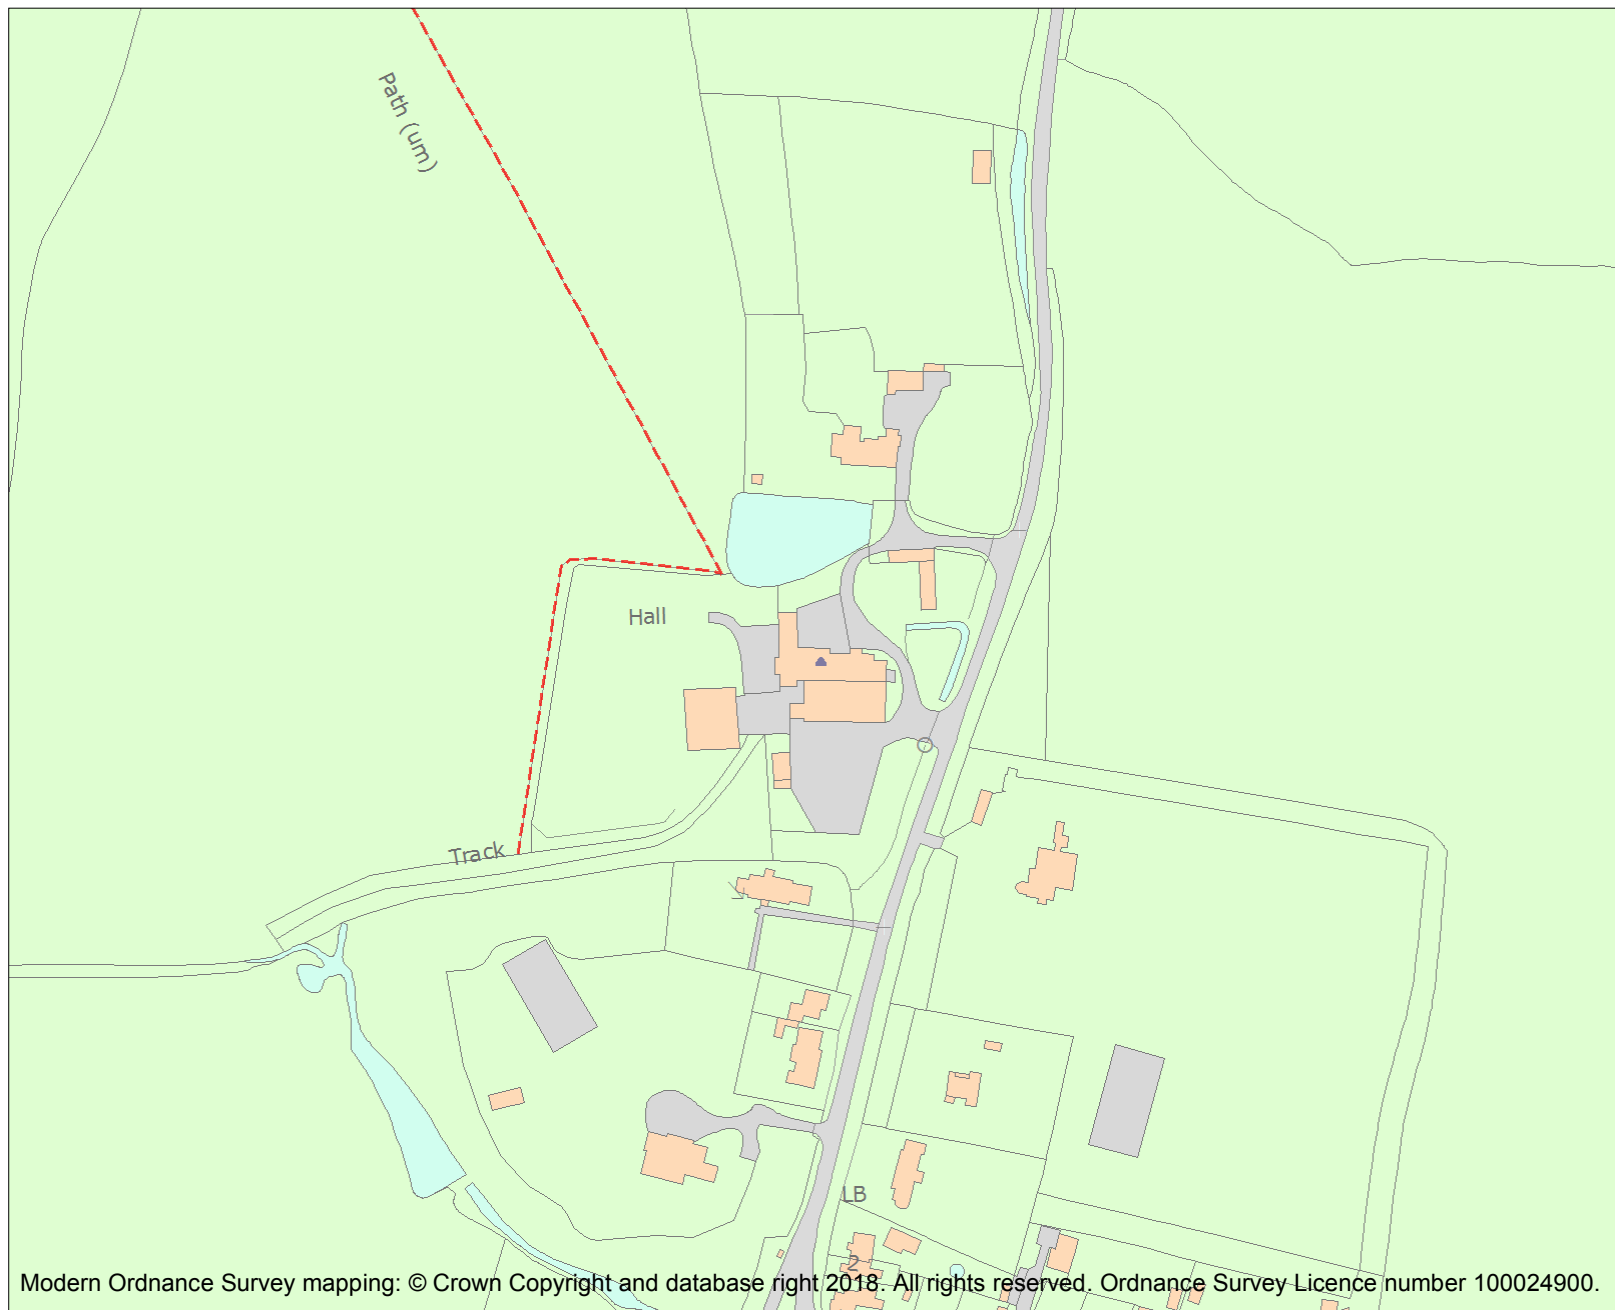 Path (um)
Hall
Track
LB
2
Modern Ordnance Survey mapping: © Crown Copyright and database right 2018. All rights reserved. Ordnance Survey Licence number 100024900.